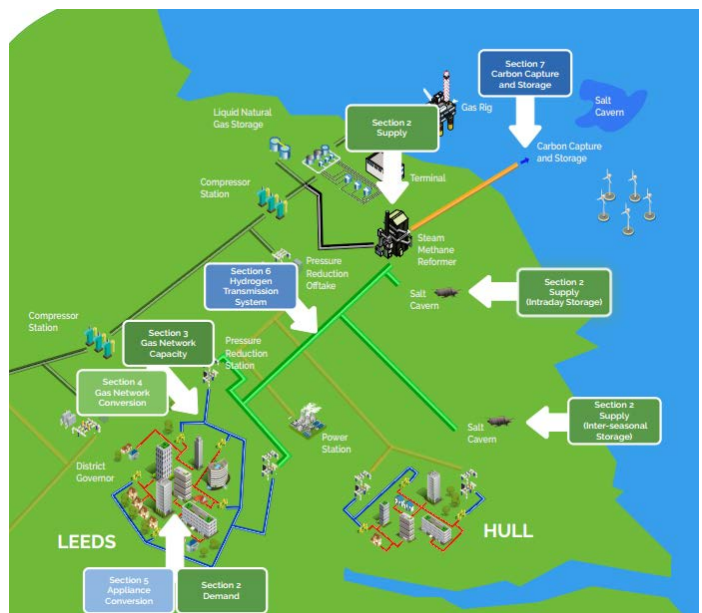 Section 7
Carbon Capture
and Storage
Salt
Cavern
Gas Rig
Liquid Natural
Gas Storage
Section 2
Supply
Carbon Capture
and Storage
Terminal
Compressor
Station
Steam
Methane
Reformer
Section 6
Hydrogen
Transmission
System
Pressure
Reduction
Offtake
Salt
Cavern
Section 2
Supply
(Intraday Storage)
Compressor
Station
Section 3
Gas Network
Capacity
Pressure
Reduction
Station
Section 4
Gas Network
Conversion
Section 2
Supply
(Inter-seasonal
Storage)
Salt
Cavern
Power
Station
District
Governor
LEEDS
HULL
Section 5
Appliance
Conversion
Section 2
Demand